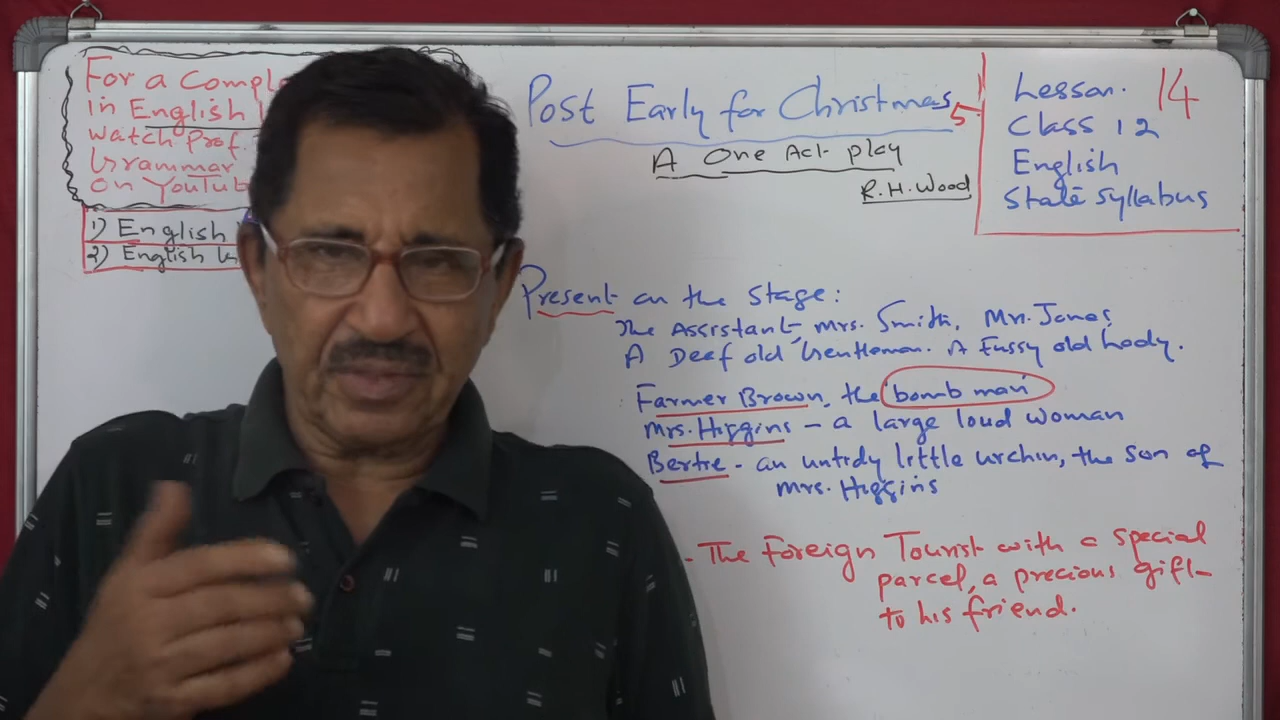 For a Compl
in English
watch Prof.
Grammar
on YouTub
1) English
2) English
Post Early for Christmas 5
A One Act play
R.H. Wood
Lesson. 14
Class 12
English
State Syllabus
Present on the Stage:
The Assistant, Mrs. Smith, Mr. Jones,
A Deef old Gentleman. A Fussy old Lady.
Farmer Brown, the 'bomb man'
Mrs. Higgins - a large loud woman
Bertie - an untidy little urchin, the son of
Mrs. Higgins
- The Foreign Tourist with a special
parcel, a precious gift
to his friend.